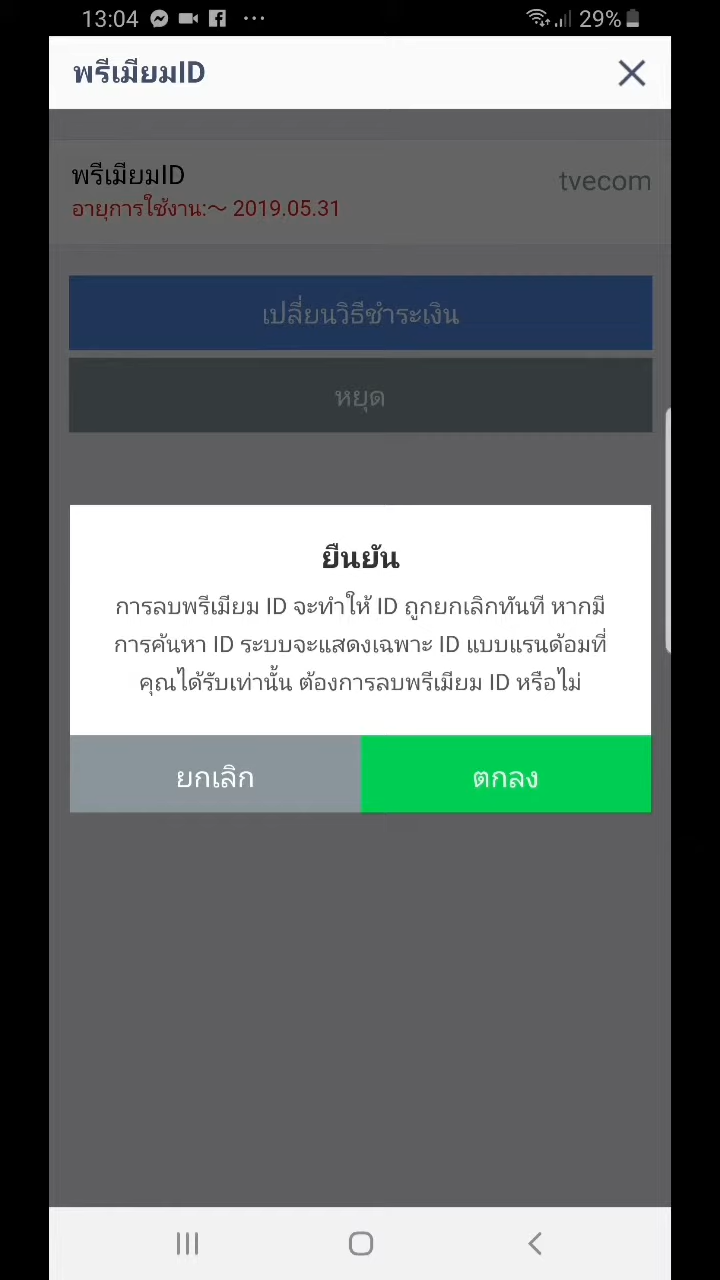 13:04
29%
พรีเมียมID
พรีเมียมID
tvecom
อายุการใช้งาน:～ 2019.05.31
เปลี่ยนวิธีชำระเงิน
หยุด
ยืนยัน
การลบพรีเมียม ID จะทำให้ ID ถูกยกเลิกทันที หากมี
การค้นหา ID ระบบจะแสดงเฉพาะ ID แบบแรนด้อมที่
คุณได้รับเท่านั้น ต้องการลบพรีเมียม ID หรือไม่
ยกเลิก
ตกลง